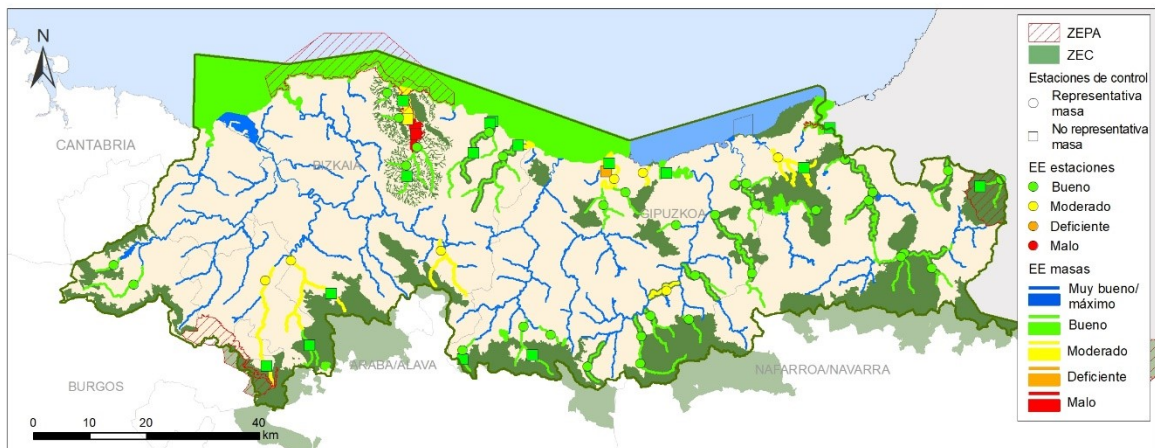 N
CANTABRIA
BIZKAIA
GIPUZKOA
ARABA/ALAVA
NAFARROA/NAVARRA
BURGOS
0 10 20 40
km
ZEPA
ZEC
Estaciones de control
Representativa
masa
No representativa
masa
EE estaciones
Bueno
Moderado
Deficiente
Malo
EE masas
Muy bueno/
máximo
Bueno
Moderado
Deficiente
Malo